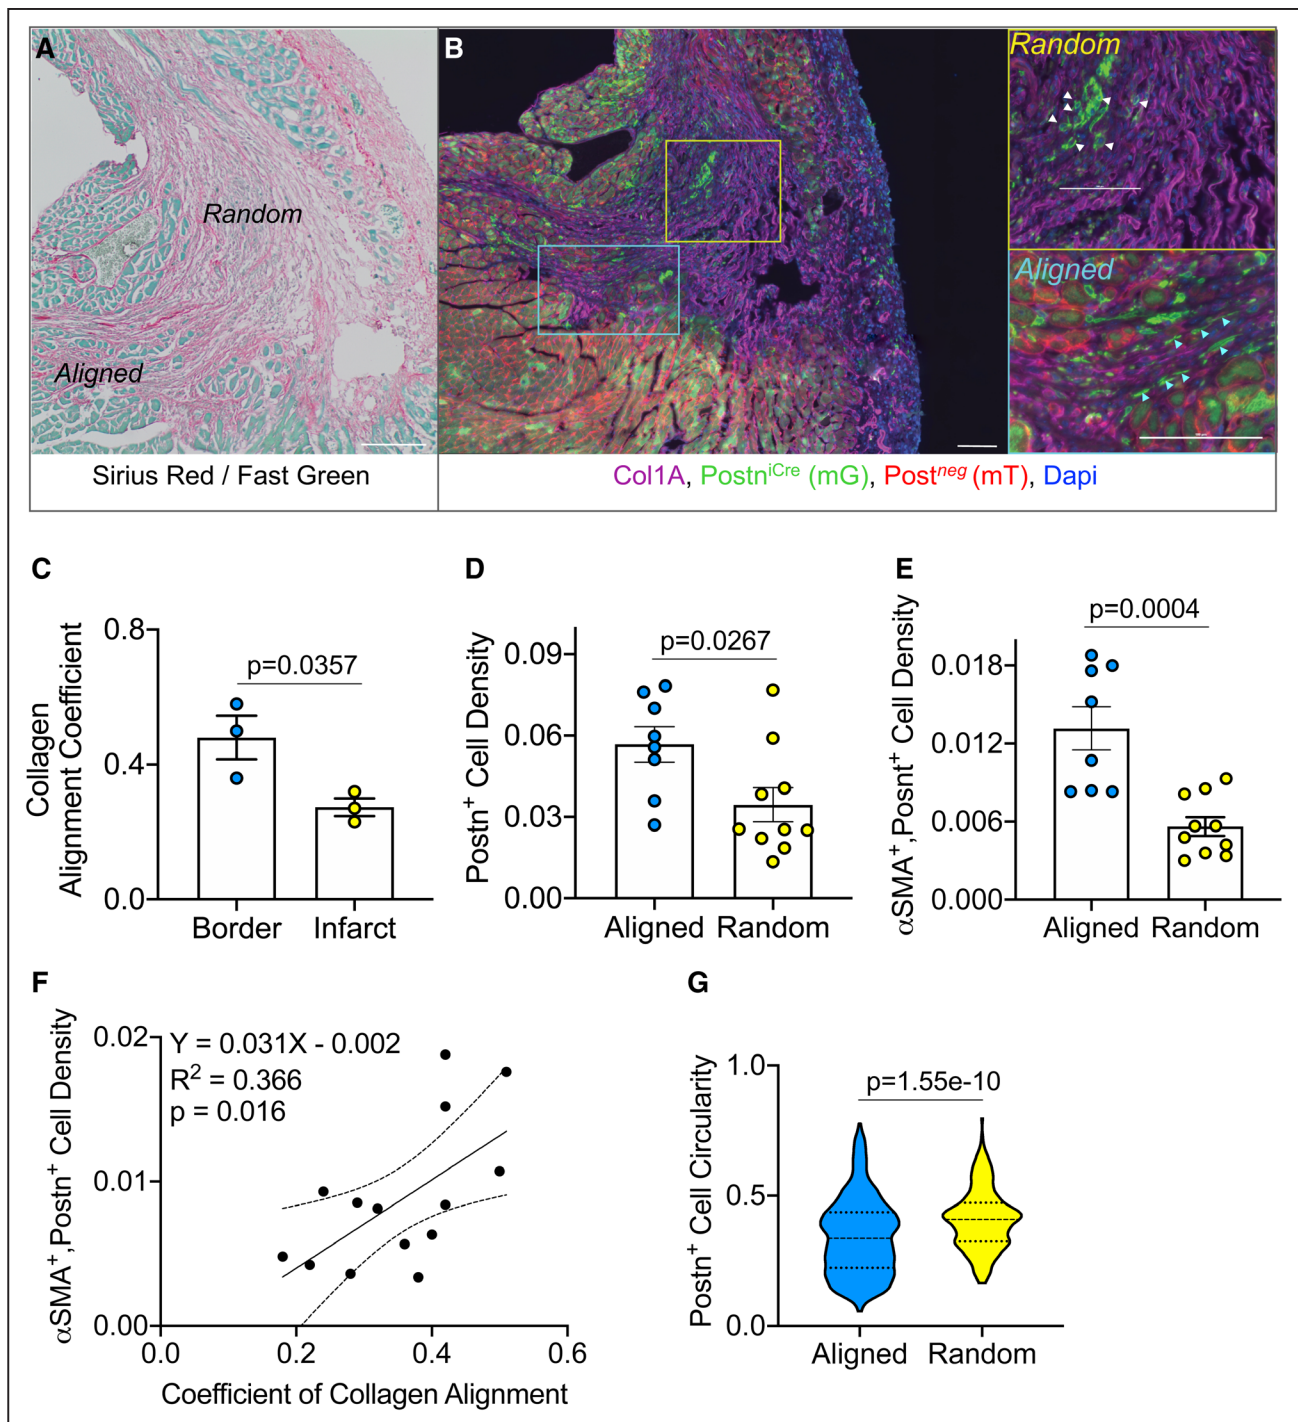 A
B
Random
Random
Aligned
Aligned
Sirius Red / Fast Green
Col1A, Postn^iCre (mG), Post^neg (mT), Dapi
C
D
E
Collagen
Alignment Coefficient
0.8
0.4
0.0
p=0.0357
Border
Infarct
Postn⁺ Cell Density
0.09
0.06
0.03
0.00
p=0.0267
Aligned
Random
αSMA⁺,Posnt⁺ Cell Density
0.018
0.012
0.006
0.000
p=0.0004
Aligned
Random
F
G
αSMA⁺,Postn⁺ Cell Density
0.02
0.01
0.00
Y = 0.031X - 0.002
R² = 0.366
p = 0.016
0.0
0.2
0.4
0.6
Coefficient of Collagen Alignment
Postn⁺ Cell Circularity
1.0
0.5
0.0
p=1.55e-10
Aligned
Random